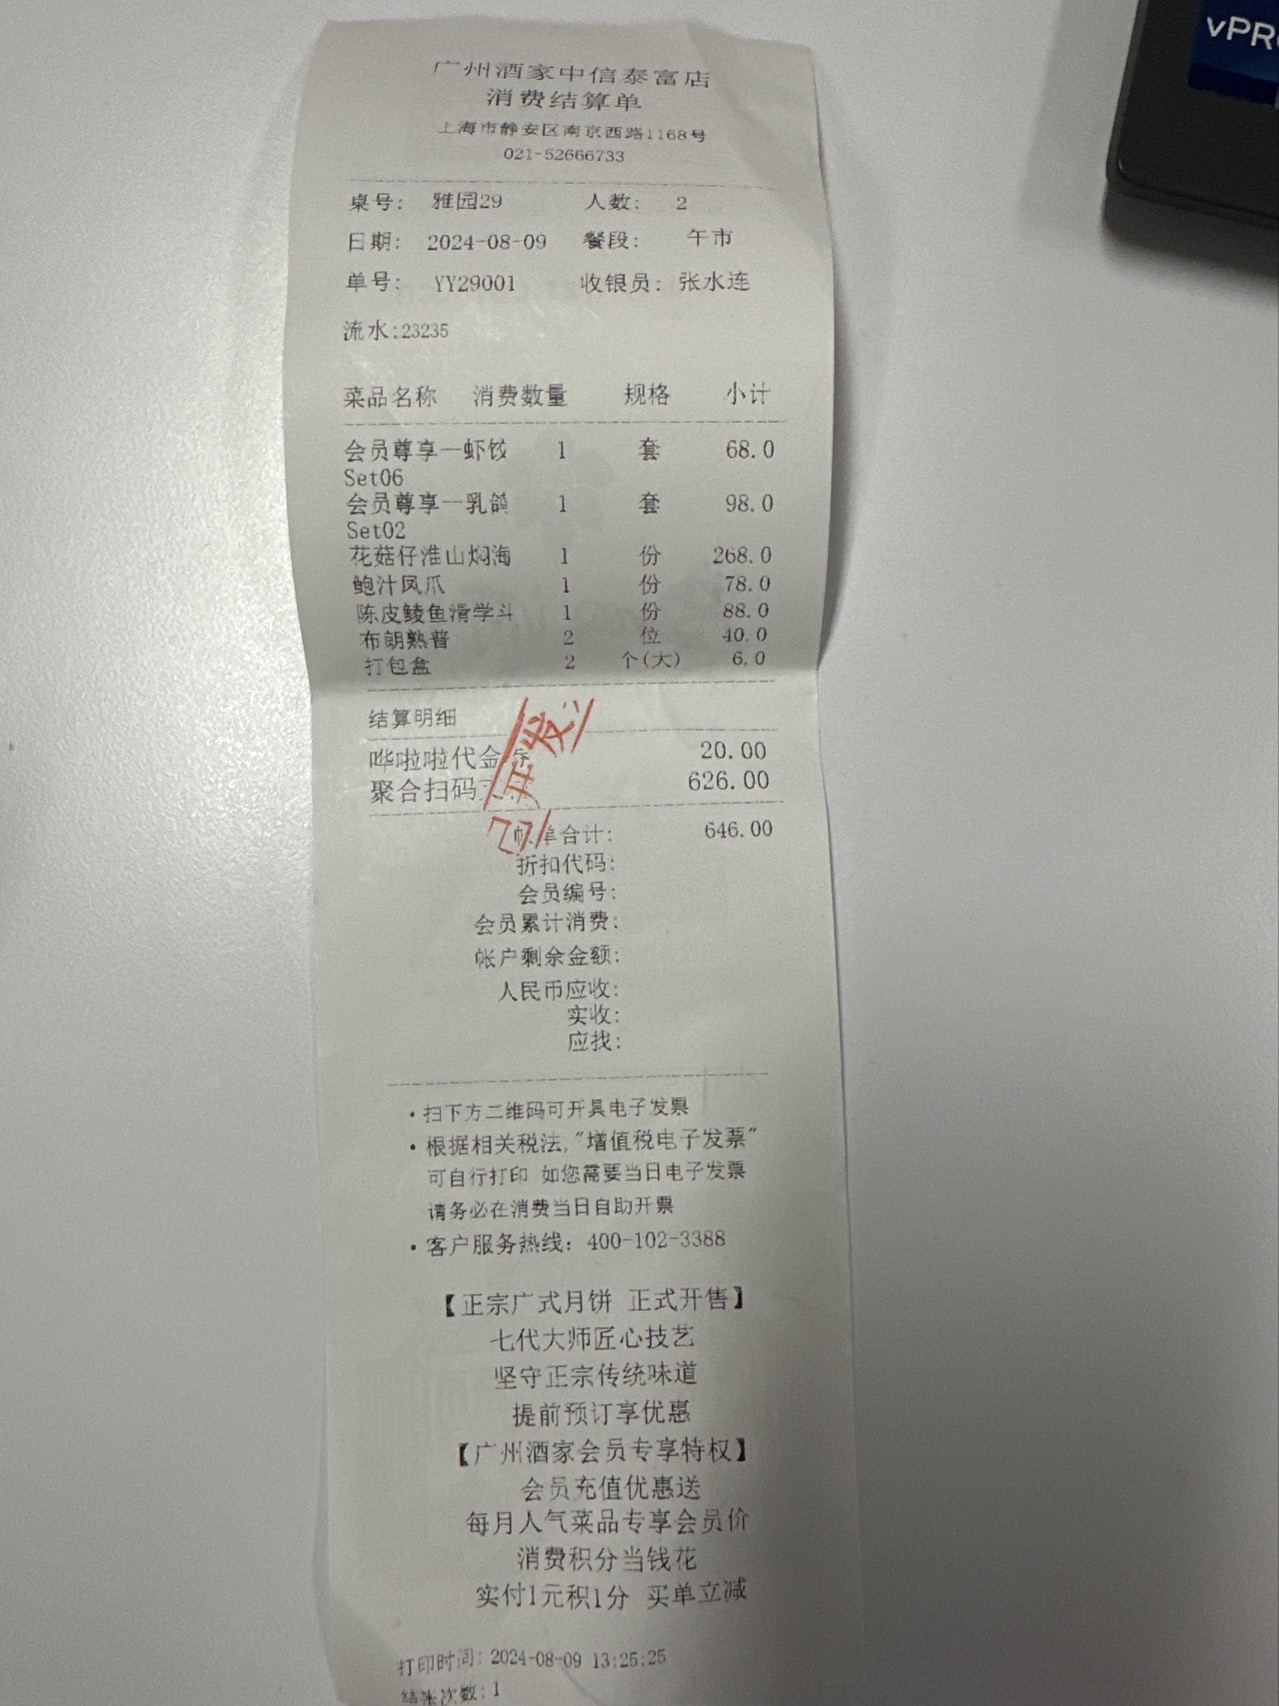 vPR
广州酒家中信泰富店
消费结算单
上海市静安区南京西路1168号
021-52666733
桌号: 雅园29 人数: 2
日期: 2024-08-09 餐段: 午市
单号: YY29001 收银员: 张水连
流水:23235
菜品名称 消费数量 规格 小计
会员尊享一虾饺 1 套 68.0
Set06
会员尊享一乳鸽 1 套 98.0
Set02
花菇仔淮山焖海 1 份 268.0
鲍汁凤爪 1 份 78.0
陈皮鲮鱼滑学斗 1 份 88.0
布朗熟普 2 位 40.0
打包盒 2 个(大) 6.0
结算明细
哗啦啦代金券 20.00
聚合扫码 626.00
已开发
帐单合计: 646.00
折扣代码:
会员编号:
会员累计消费:
帐户剩余金额:
人民币应收:
实收:
应找:
·扫下方二维码可开具电子发票
·根据相关税法,"增值税电子发票"
可自行打印 如您需要当日电子发票
请务必在消费当日自助开票
·客户服务热线: 400-102-3388
【正宗广式月饼 正式开售】
七代大师匠心技艺
坚守正宗传统味道
提前预订享优惠
【广州酒家会员专享特权】
会员充值优惠送
每月人气菜品专享会员价
消费积分当钱花
实付1元积1分 买单立减
打印时间: 2024-08-09 13:25:25
结账次数: 1